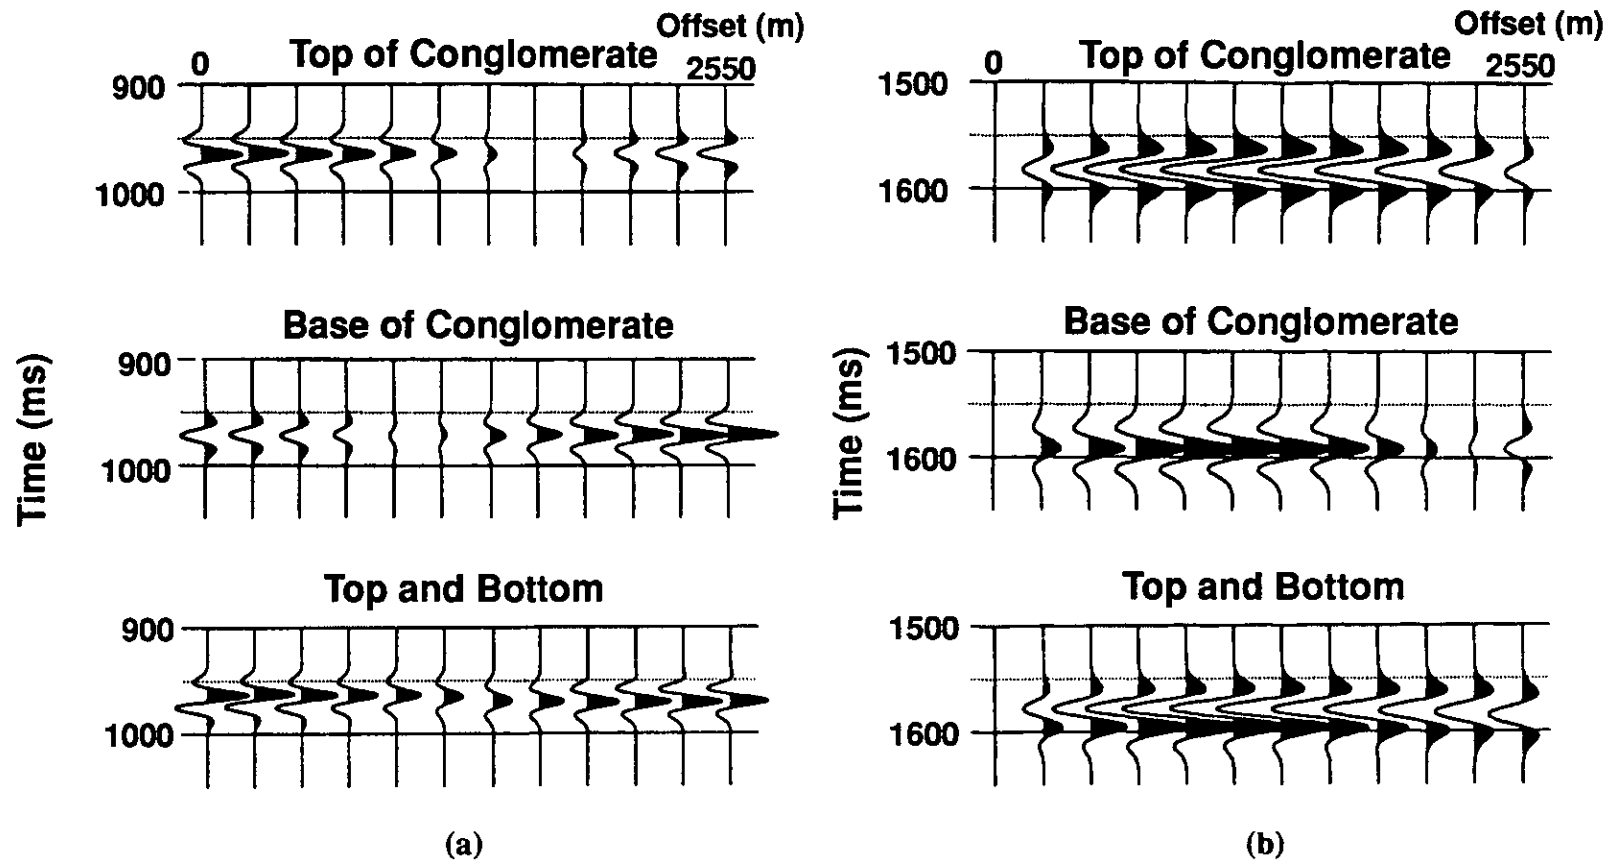 Offset (m)
0 Top of Conglomerate 2550
900
1000
Base of Conglomerate
900
1000
Time (ms)
Top and Bottom
900
1000
(a)
Offset (m)
0 Top of Conglomerate 2550
1500
1600
Base of Conglomerate
1500
1600
Time (ms)
Top and Bottom
1500
1600
(b)